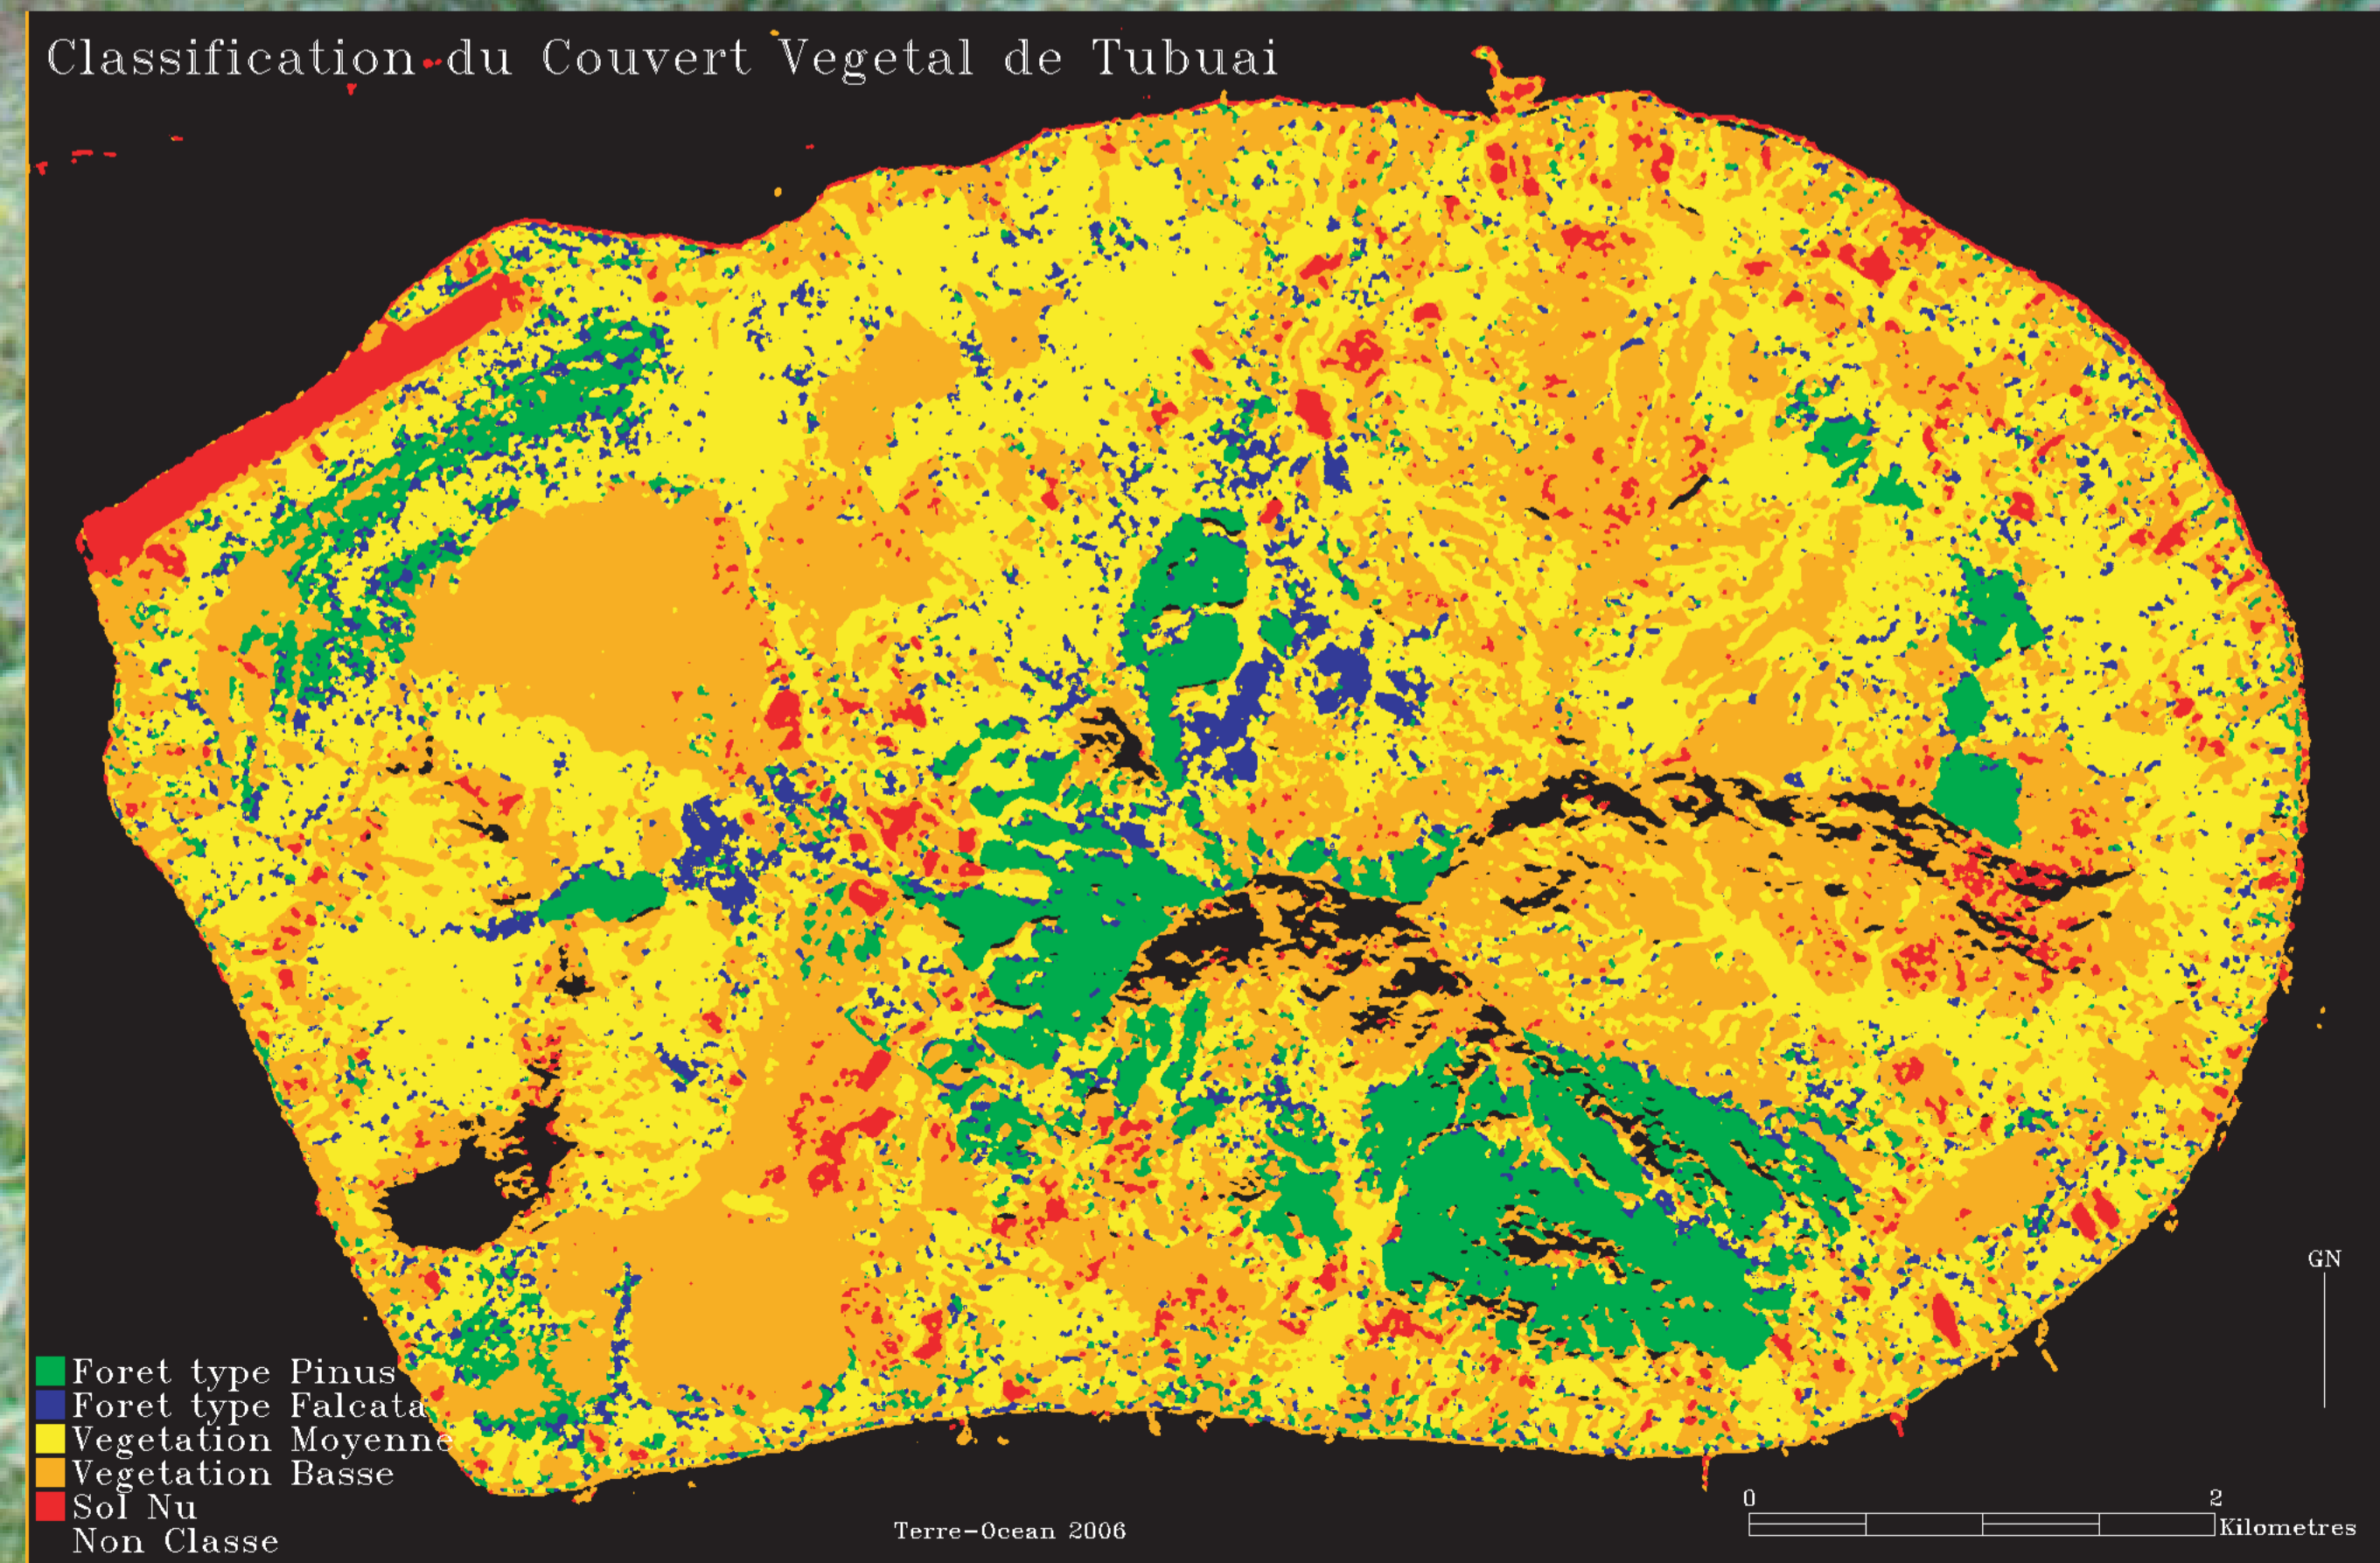 Classification du Couvert Vegetal de Tubuai
GN
Foret type Pinus
Foret type Falcata
Vegetation Moyenne
Vegetation Basse
Sol Nu
Non Classe
Terre-Ocean 2006
0 2
Kilometres